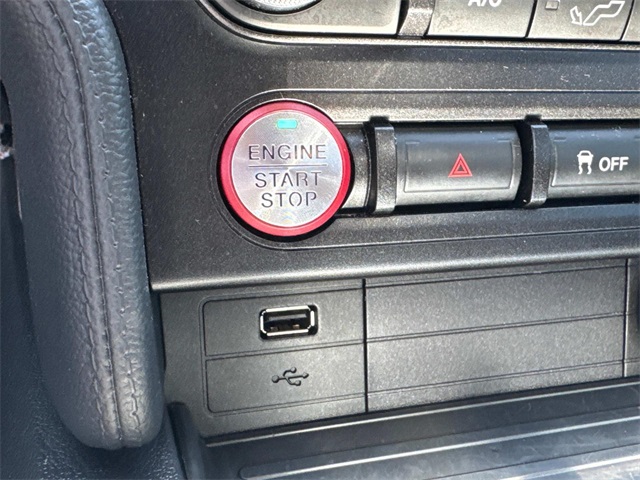 A/C
ENGINE
START
STOP
OFF